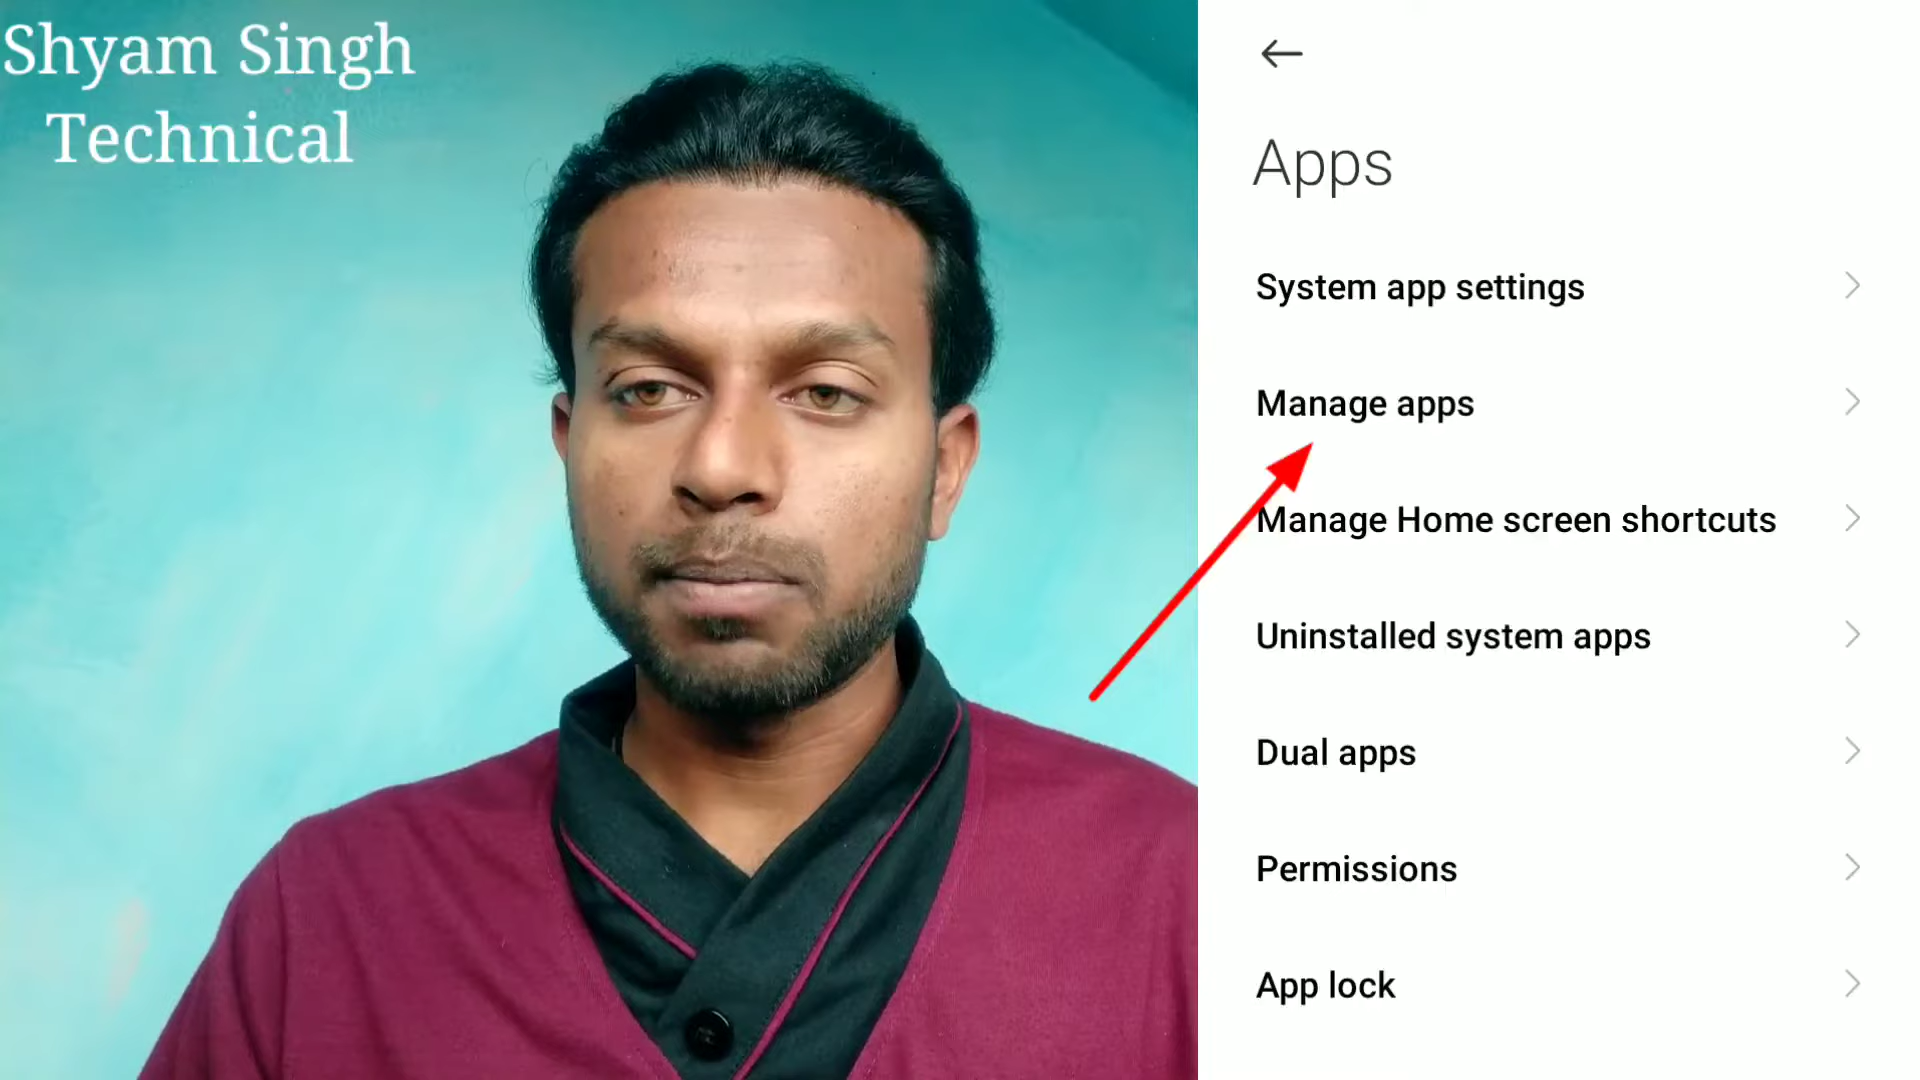 Shyam Singh
Technical
Apps
System app settings
Manage apps
Manage Home screen shortcuts
Uninstalled system apps
Dual apps
Permissions
App lock